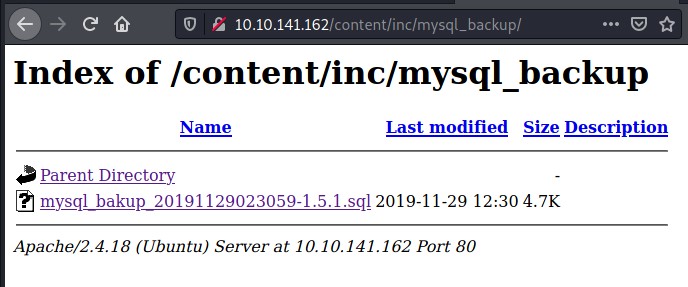 10.10.141.162/content/inc/mysql_backup/
Index of /content/inc/mysql_backup
Name Last modified Size Description
Parent Directory -
mysql_bakup_20191129023059-1.5.1.sql 2019-11-29 12:30 4.7K
Apache/2.4.18 (Ubuntu) Server at 10.10.141.162 Port 80